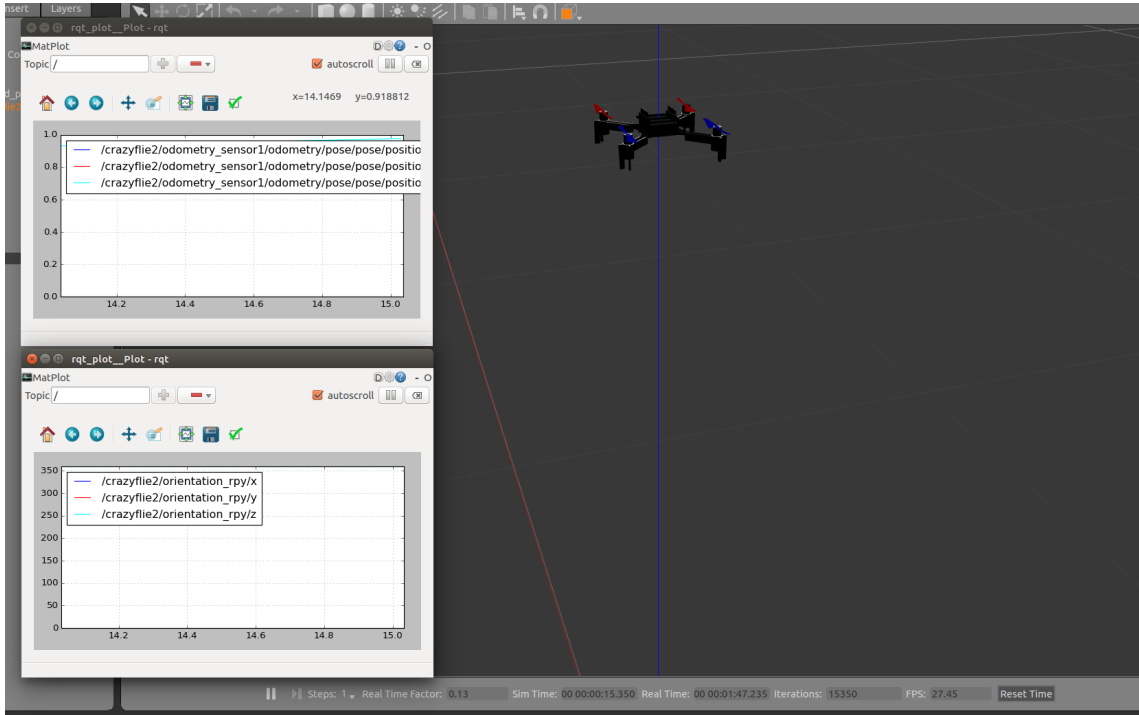 nsert Layers
rqt_plot__Plot - rqt
MatPlot
D - O
Topic / autoscroll
x=14.1469 y=0.918812
1.0
/crazyflie2/odometry_sensor1/odometry/pose/pose/positio
0.8
/crazyflie2/odometry_sensor1/odometry/pose/pose/positio
/crazyflie2/odometry_sensor1/odometry/pose/pose/positio
0.6
0.4
0.2
0.0
14.2 14.4 14.6 14.8 15.0
rqt_plot__Plot - rqt
MatPlot
D - O
Topic / autoscroll
350
/crazyflie2/orientation_rpy/x
300
/crazyflie2/orientation_rpy/y
250
/crazyflie2/orientation_rpy/z
200
150
100
50
0
14.2 14.4 14.6 14.8 15.0
Steps: 1 Real Time Factor: 0.13 Sim Time: 00 00:00:15.350 Real Time: 00 00:01:47.235 Iterations: 15350 FPS: 27.45 Reset Time